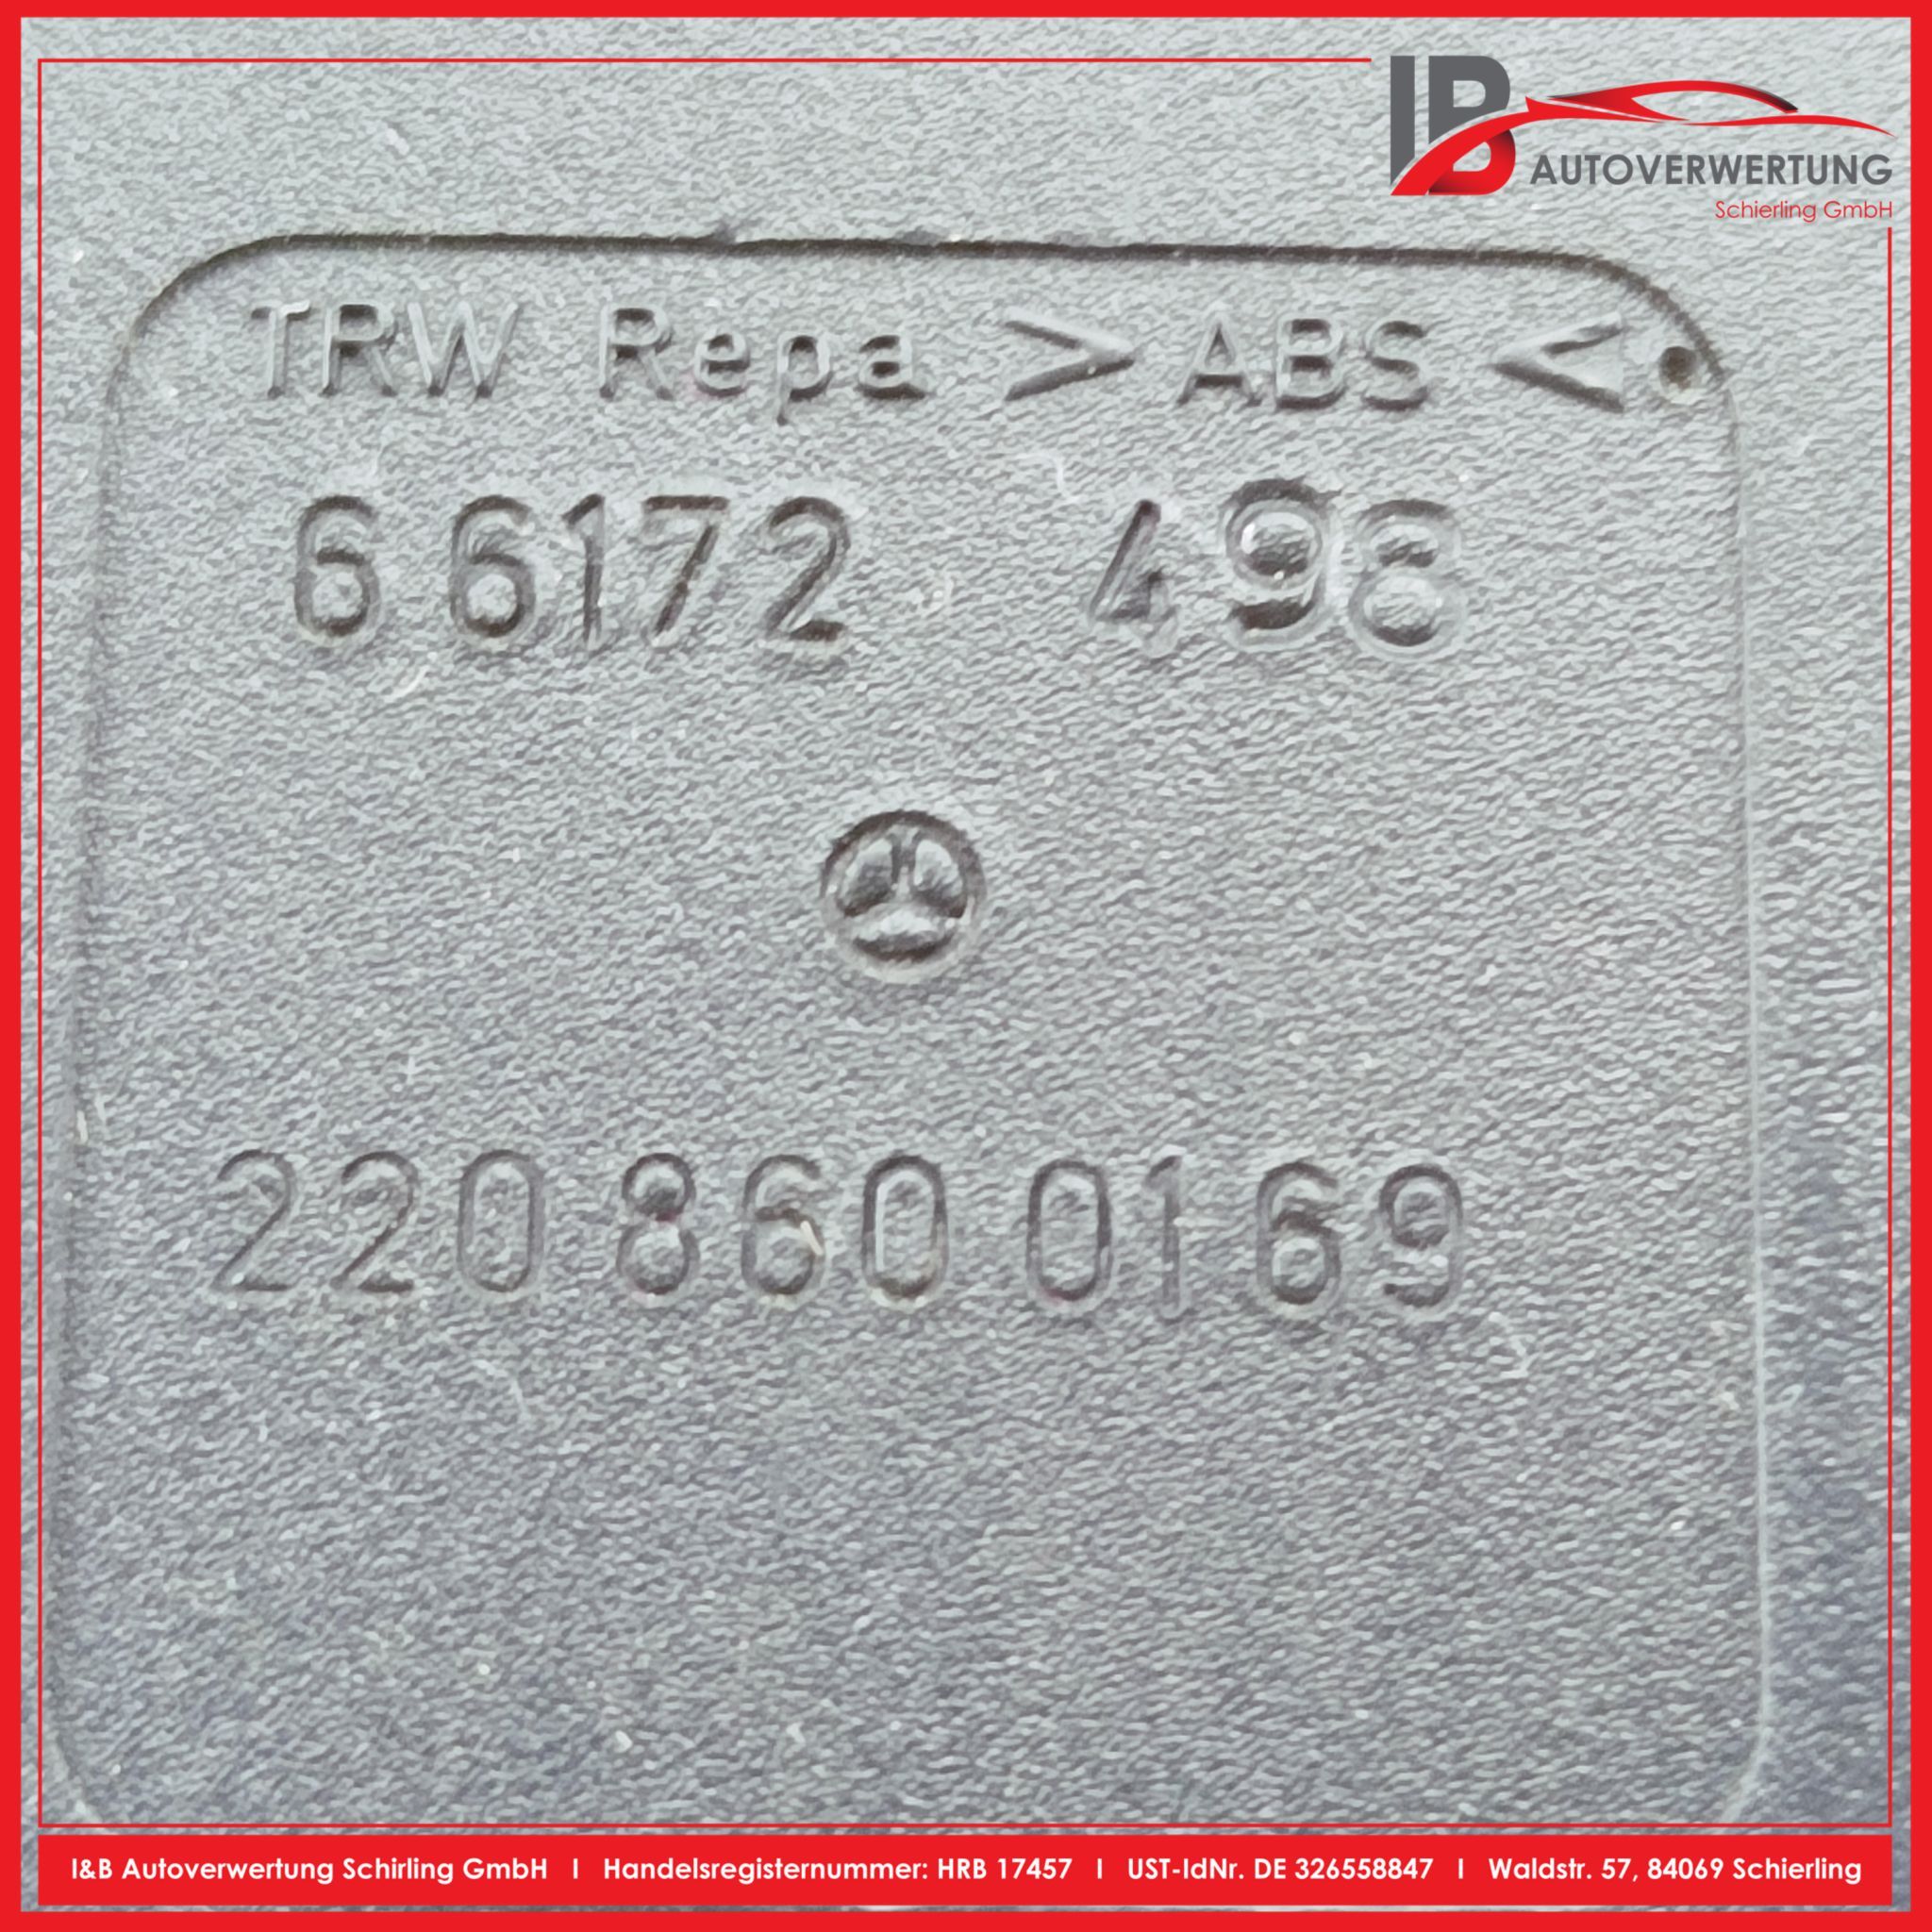 IB
AUTOVERWERTUNG
Schierling GmbH
TRW Repa >ABS<
6 6172 498
220 860 0169
I&B Autoverwertung Schirling GmbH I Handelsregisternummer: HRB 17457 I UST-IdNr. DE 326558847 I Waldstr. 57, 84069 Schierling